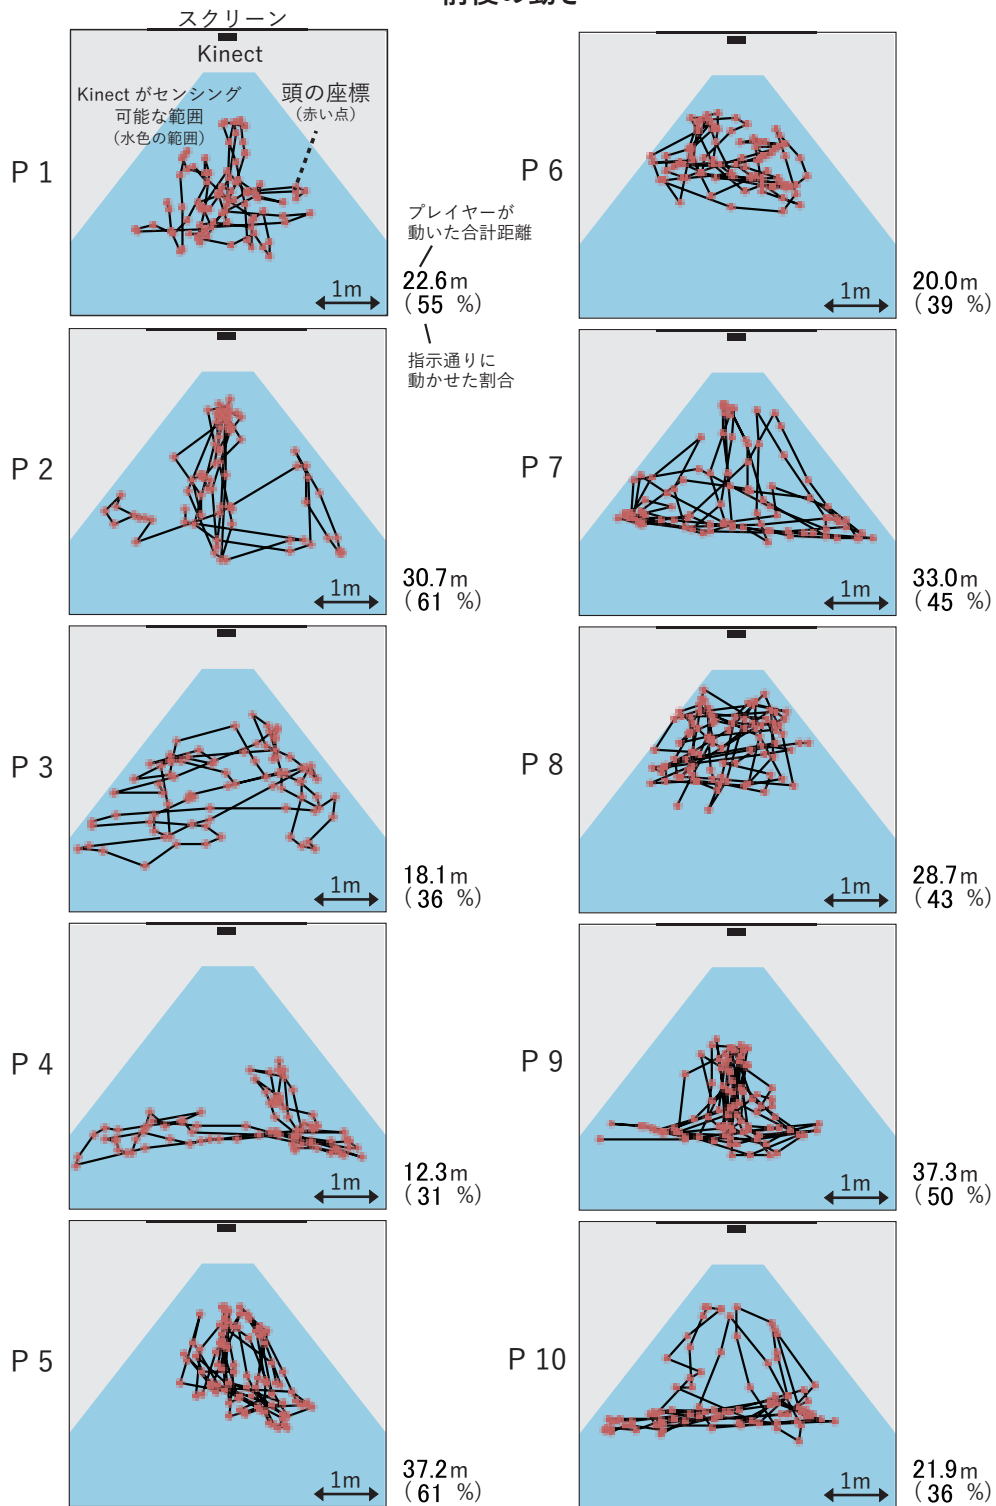 スクリーン
Kinect
Kinect がセンシング
可能な範囲
(水色の範囲)
頭の座標
(赤い点)
P 1
プレイヤーが
動いた合計距離
22.6m
( 55 %)
1m
指示通りに
動かせた割合
P 6
20.0m
( 39 %)
1m
P 2
30.7m
( 61 %)
1m
P 7
33.0m
( 45 %)
1m
P 3
18.1m
( 36 %)
1m
P 8
28.7m
( 43 %)
1m
P 4
12.3m
( 31 %)
1m
P 9
37.3m
( 50 %)
1m
P 5
37.2m
( 61 %)
1m
P 10
21.9m
( 36 %)
1m